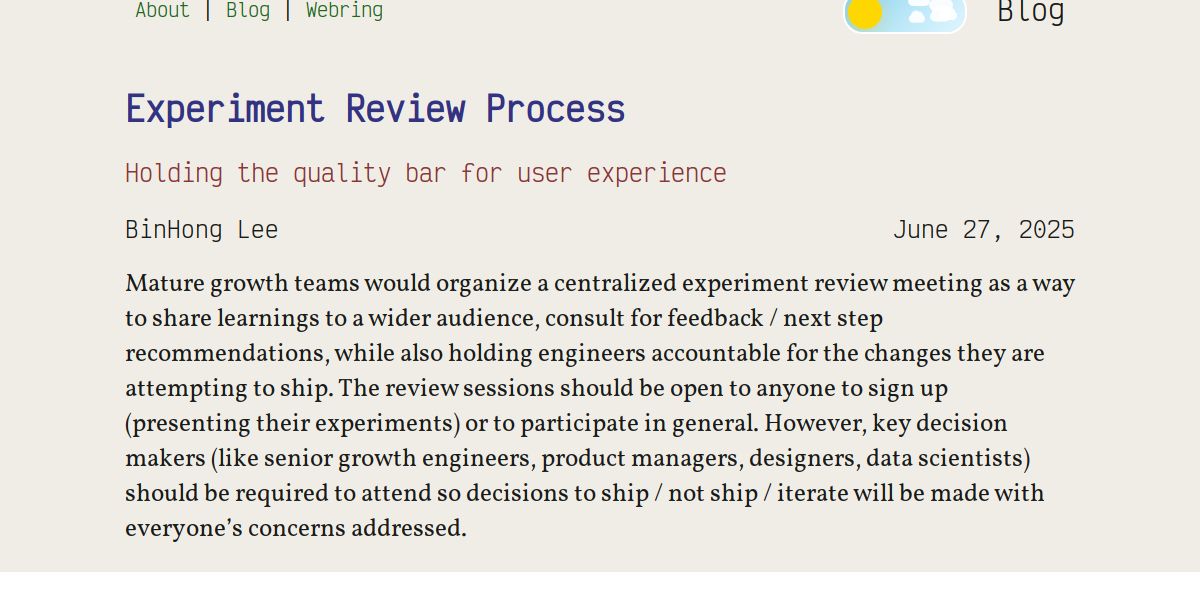 About | Blog | Webring
Blog
Experiment Review Process
Holding the quality bar for user experience
BinHong Lee
June 27, 2025
Mature growth teams would organize a centralized experiment review meeting as a way
to share learnings to a wider audience, consult for feedback / next step
recommendations, while also holding engineers accountable for the changes they are
attempting to ship. The review sessions should be open to anyone to sign up
(presenting their experiments) or to participate in general. However, key decision
makers (like senior growth engineers, product managers, designers, data scientists)
should be required to attend so decisions to ship / not ship / iterate will be made with
everyone’s concerns addressed.